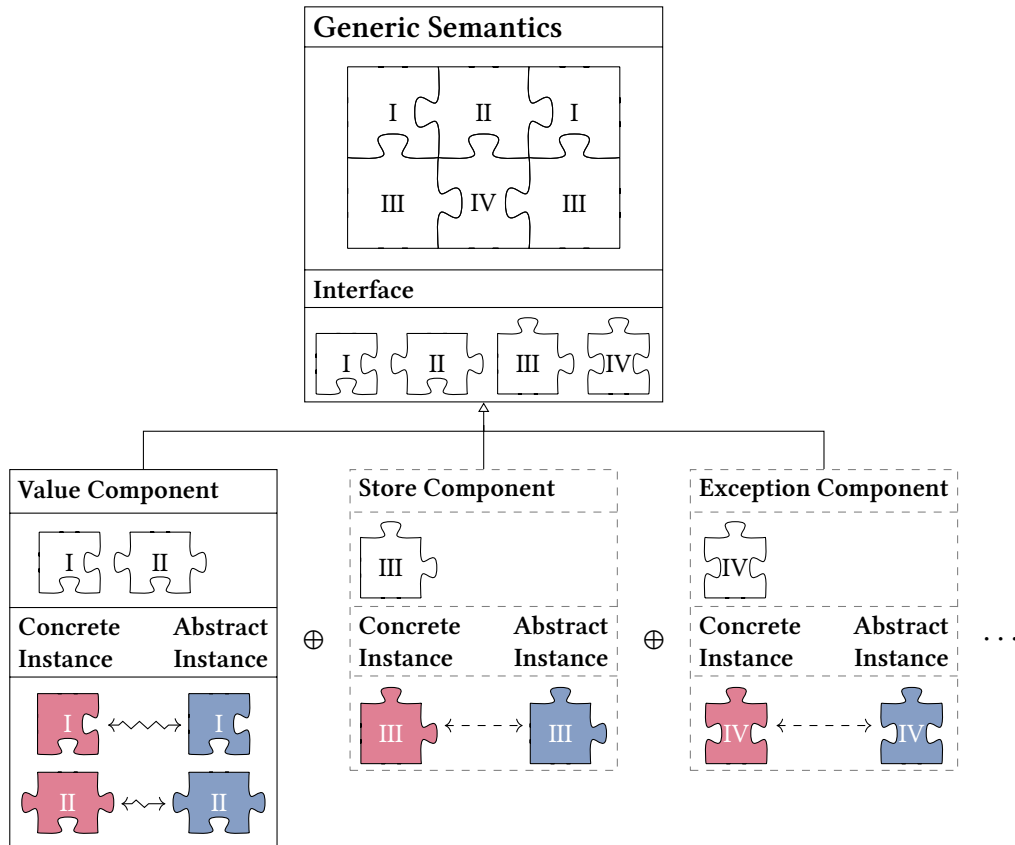 Generic Semantics
I II I
III IV III
Interface
I II III IV
Value Component
I II
Concrete Instance
Abstract Instance
I I
II II
⊕
Store Component
III
Concrete Instance
Abstract Instance
III III
⊕
Exception Component
IV
Concrete Instance
Abstract Instance
IV IV
...